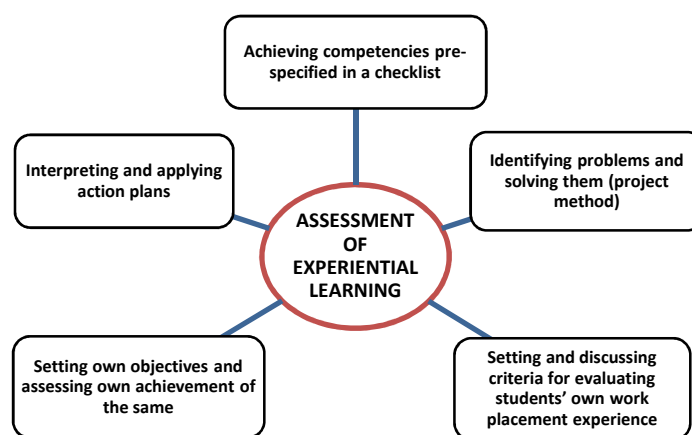 Achieving competencies pre-
specified in a checklist
Interpreting and applying
action plans
Identifying problems and
solving them (project
method)
ASSESSMENT
OF
EXPERIENTIAL
LEARNING
Setting own objectives and
assessing own achievement of
the same
Setting and discussing
criteria for evaluating
students’ own work
placement experience